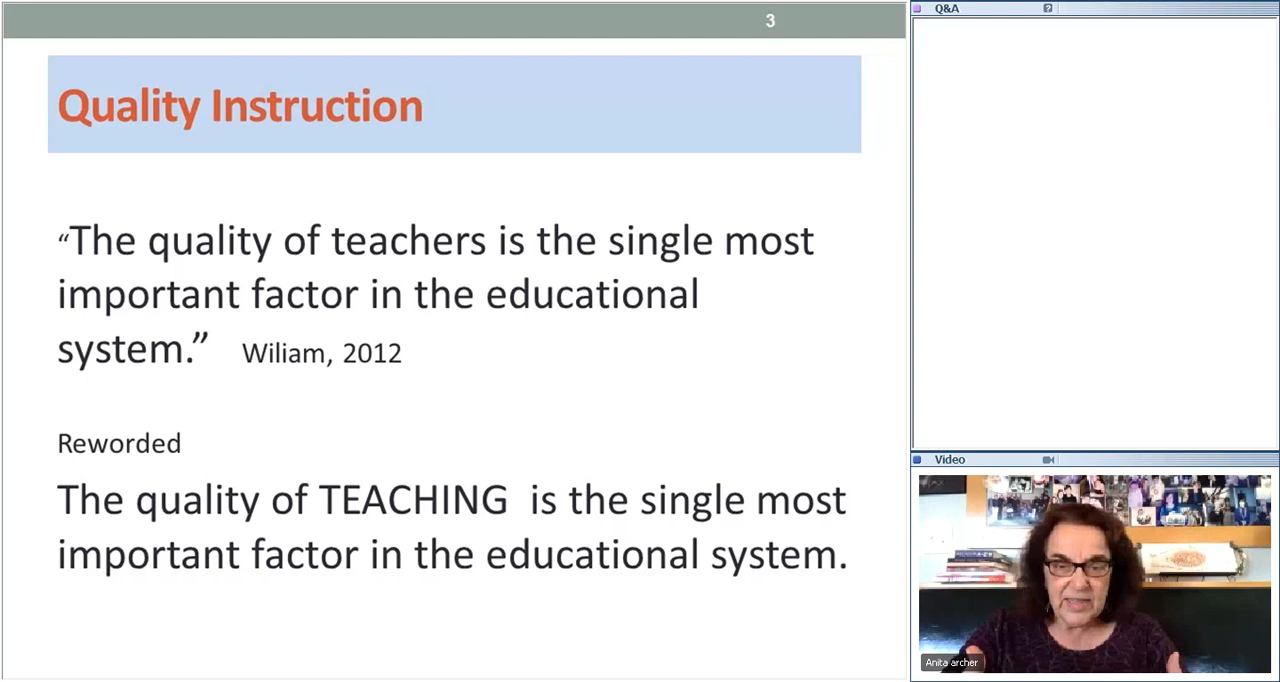 3
Quality Instruction
“The quality of teachers is the single most
important factor in the educational
system.” Wiliam, 2012
Reworded
The quality of TEACHING is the single most
important factor in the educational system.
Q&A
?
Video
Anita archer